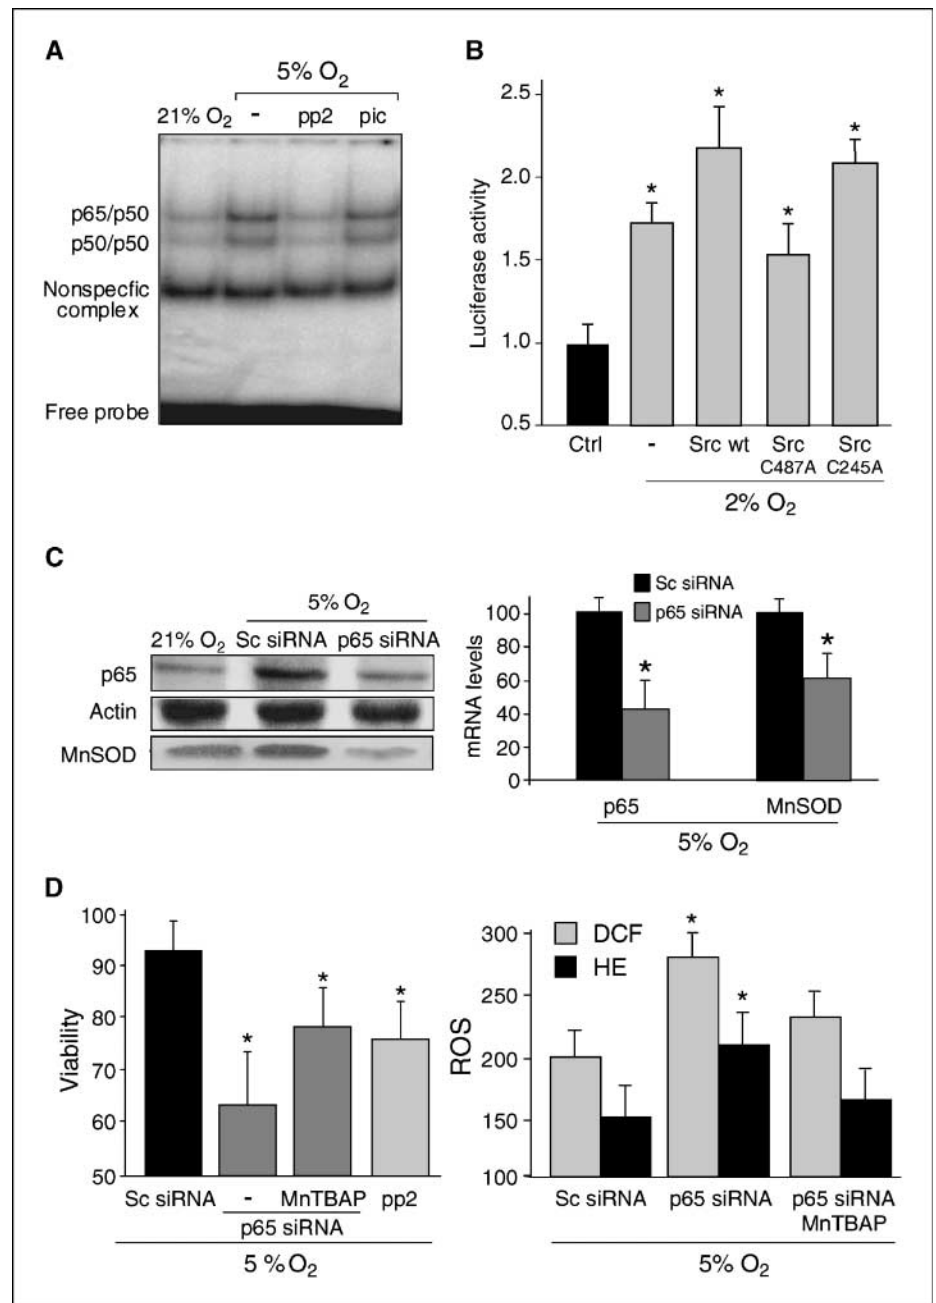 A
5% O2
21% O2 - pp2 pic
p65/p50
p50/p50
Nonspecfic
complex
Free probe
B
Luciferase activity
2.5
2.0
1.5
1.0
0.5
* * * *
Ctrl - Src wt Src C487A Src C245A
2% O2
C
5% O2
21% O2 Sc siRNA p65 siRNA
p65
Actin
MnSOD
Sc siRNA
p65 siRNA
mRNA levels
100
80
60
40
20
0
* *
p65 MnSOD
5% O2
D
Viability
100
90
80
70
60
50
* * *
Sc siRNA - MnTBAP pp2
p65 siRNA
5 %O2
DCF
HE
ROS
300
250
200
150
100
* *
Sc siRNA p65 siRNA p65 siRNA
MnTBAP
5% O2